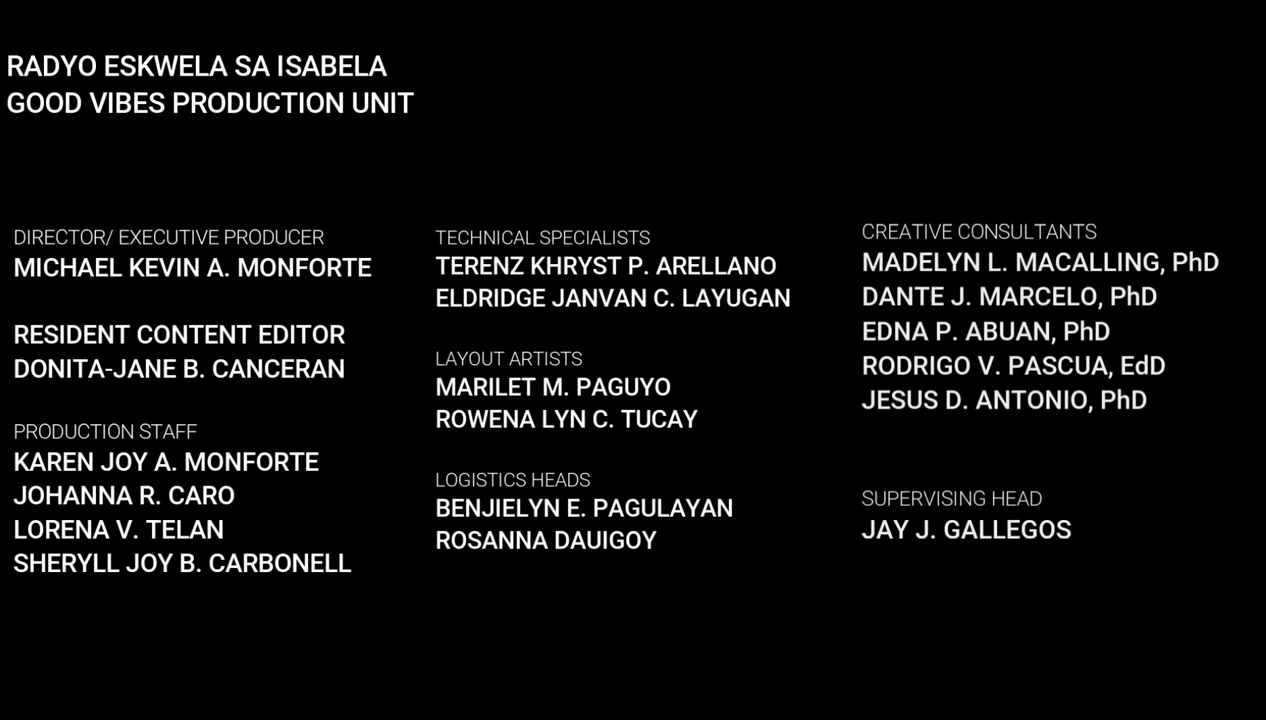 RADYO ESKWELA SA ISABELA
GOOD VIBES PRODUCTION UNIT
DIRECTOR/ EXECUTIVE PRODUCER
MICHAEL KEVIN A. MONFORTE
RESIDENT CONTENT EDITOR
DONITA-JANE B. CANCERAN
PRODUCTION STAFF
KAREN JOY A. MONFORTE
JOHANNA R. CARO
LORENA V. TELAN
SHERYLL JOY B. CARBONELL
TECHNICAL SPECIALISTS
TERENZ KHRYST P. ARELLANO
ELDRIDGE JANVAN C. LAYUGAN
LAYOUT ARTISTS
MARILET M. PAGUYO
ROWENA LYN C. TUCAY
LOGISTICS HEADS
BENJIELYN E. PAGULAYAN
ROSANNA DAUIGOY
CREATIVE CONSULTANTS
MADELYN L. MACALLING, PhD
DANTE J. MARCELO, PhD
EDNA P. ABUAN, PhD
RODRIGO V. PASCUA, EdD
JESUS D. ANTONIO, PhD
SUPERVISING HEAD
JAY J. GALLEGOS